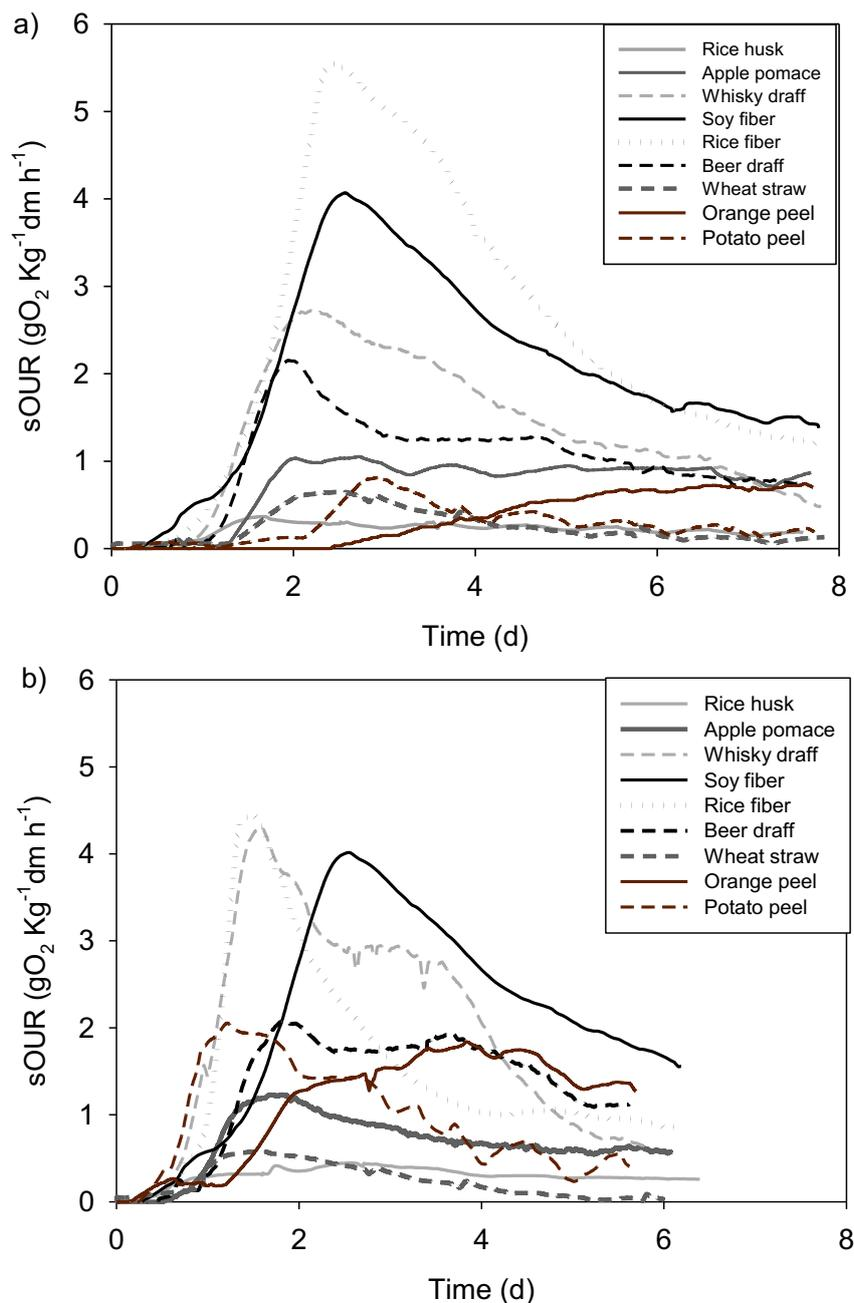 a)
6
5
4
3
2
1
0
sOUR (gO₂ Kg⁻¹dm h⁻¹)
Rice husk
Apple pomace
Whisky draff
Soy fiber
Rice fiber
Beer draff
Wheat straw
Orange peel
Potato peel
0 2 4 6 8
Time (d)
b)
6
5
4
3
2
1
0
sOUR (gO₂ Kg⁻¹dm h⁻¹)
Rice husk
Apple pomace
Whisky draff
Soy fiber
Rice fiber
Beer draff
Wheat straw
Orange peel
Potato peel
0 2 4 6 8
Time (d)